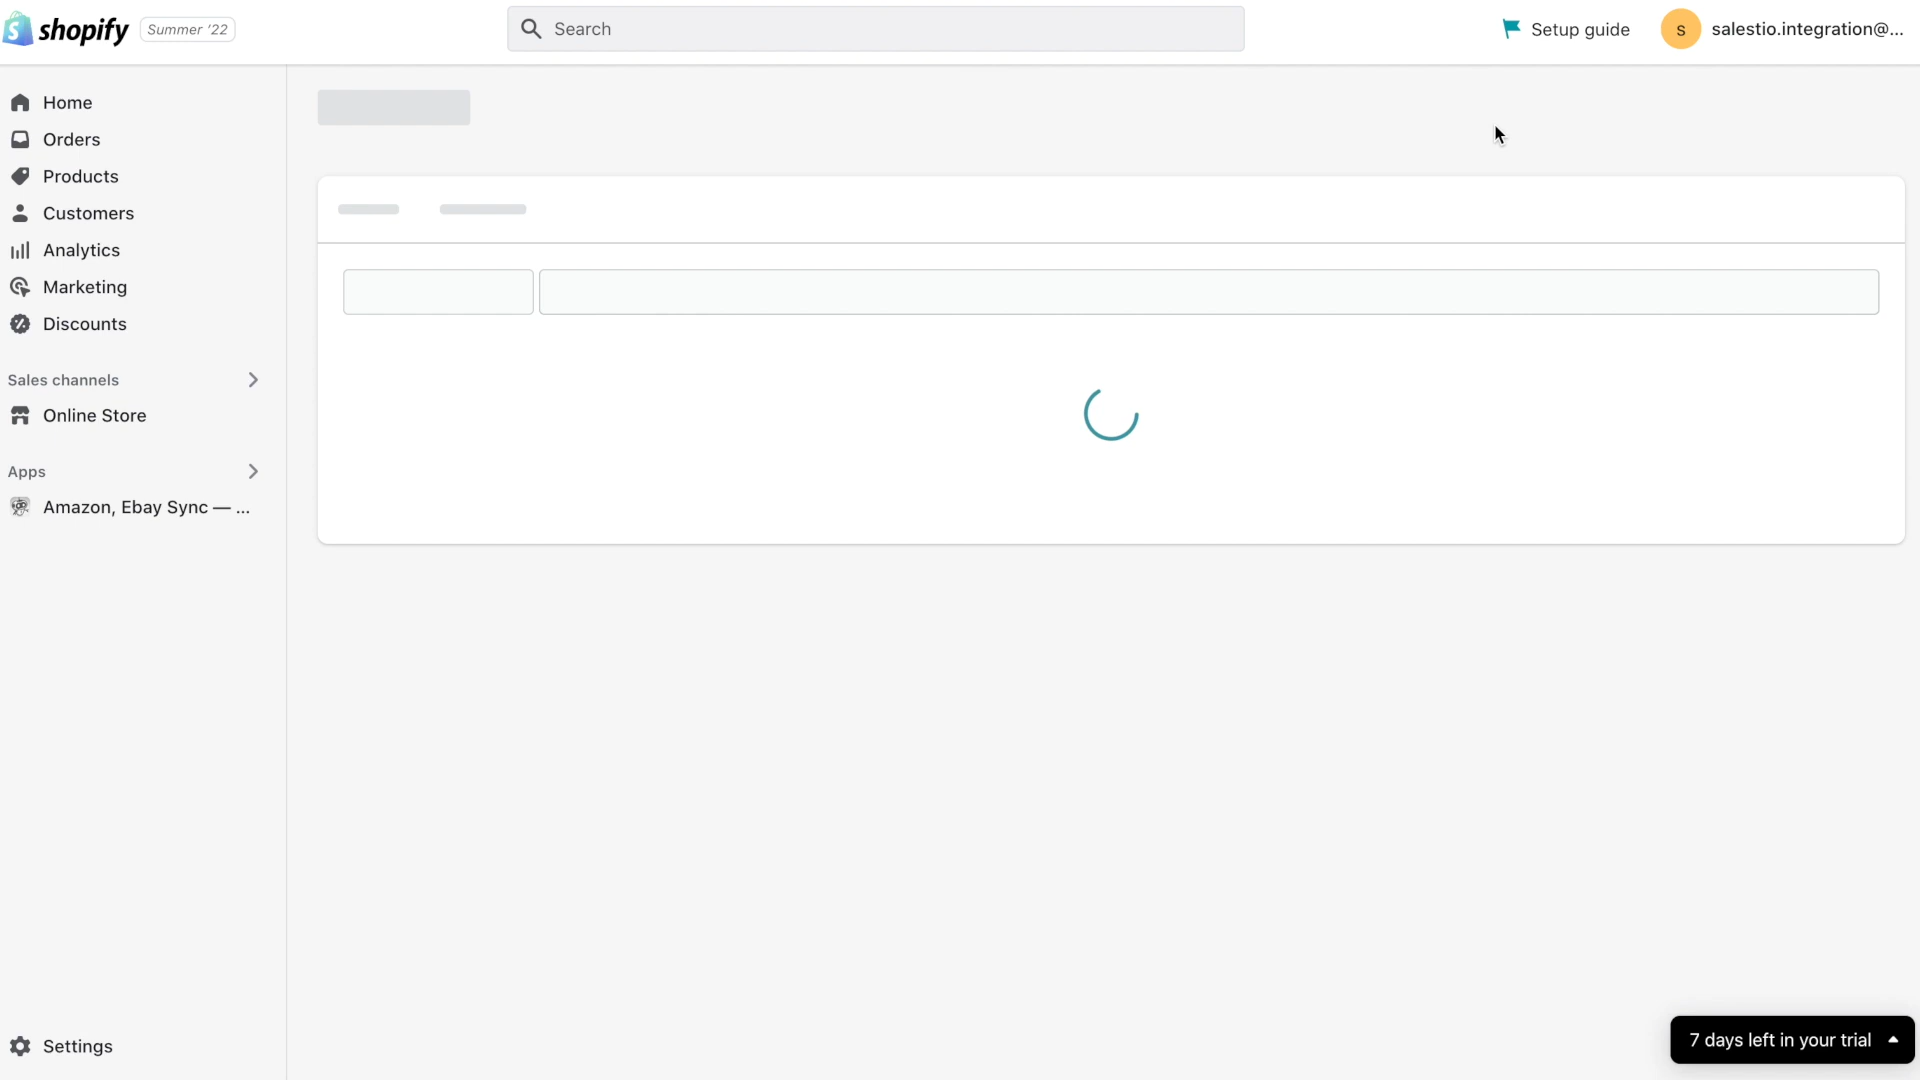 shopify Summer '22
Search
Setup guide
S salestio.integration@...
Home
Orders
Products
Customers
Analytics
Marketing
Discounts
Sales channels
Online Store
Apps
Amazon, Ebay Sync — ...
Settings
7 days left in your trial